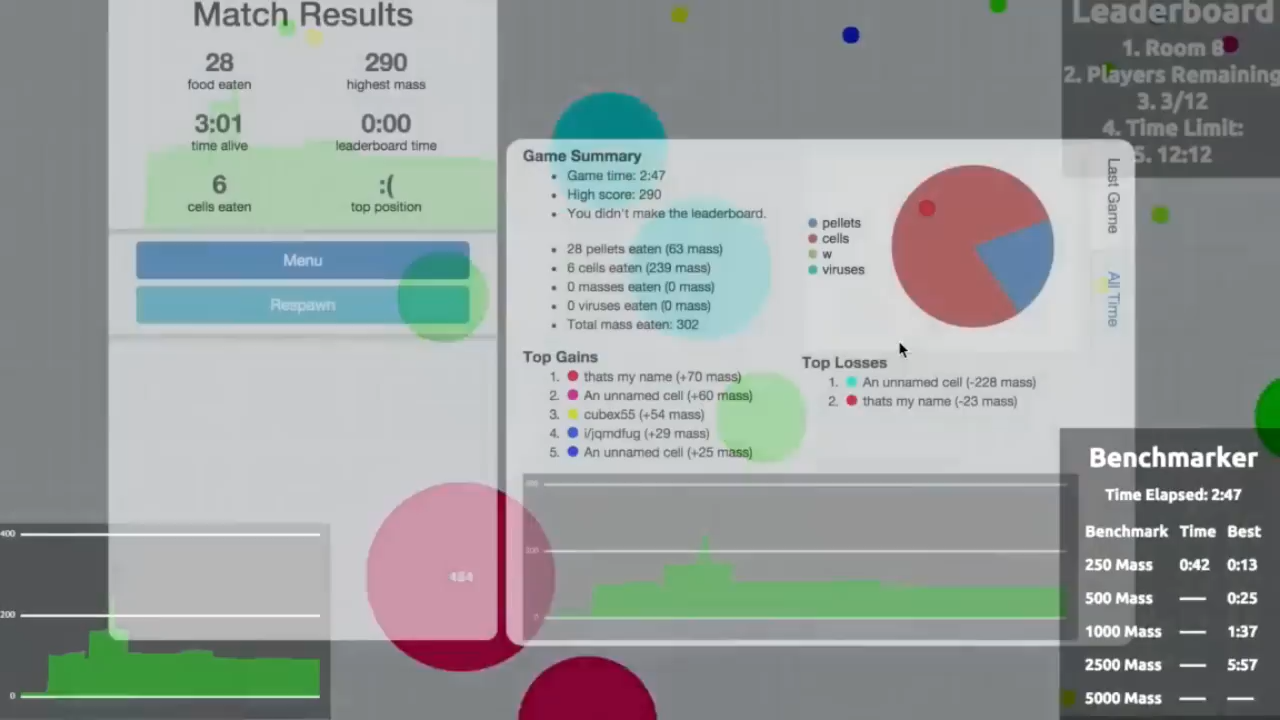 Match Results
28
food eaten
290
highest mass
3:01
time alive
0:00
leaderboard time
6
cells eaten
:(
top position
Menu
Respawn
Game Summary
• Game time: 2:47
• High score: 290
• You didn't make the leaderboard.
• 28 pellets eaten (63 mass)
• 6 cells eaten (239 mass)
• 0 masses eaten (0 mass)
• 0 viruses eaten (0 mass)
• Total mass eaten: 302
pellets
cells
w
viruses
Last Game
All Time
Top Gains
1. thats my name (+70 mass)
2. An unnamed cell (+60 mass)
3. cubex55 (+54 mass)
4. i/jqmdfug (+29 mass)
5. An unnamed cell (+25 mass)
Top Losses
1. An unnamed cell (-228 mass)
2. thats my name (-23 mass)
200
0
400
200
0
Leaderboard
1. Room 8
2. Players Remaining
3. 3/12
4. Time Limit:
5. 12:12
Benchmarker
Time Elapsed: 2:47
Benchmark Time Best
250 Mass 0:42 0:13
500 Mass — 0:25
1000 Mass — 1:37
2500 Mass — 5:57
5000 Mass — —